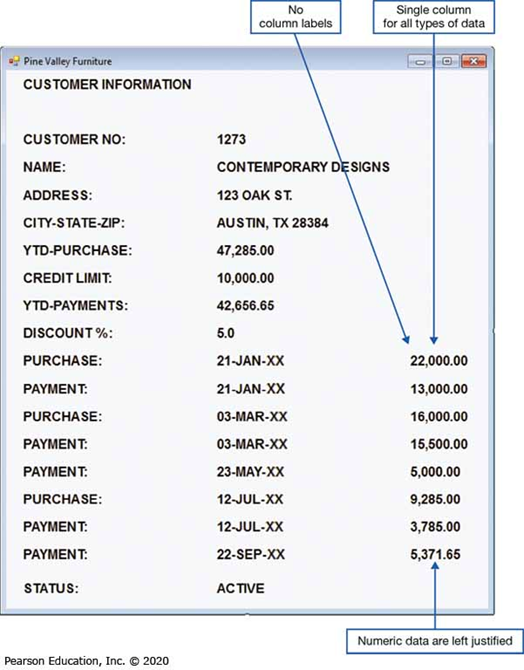 No
column labels
Single column
for all types of data
Pine Valley Furniture
CUSTOMER INFORMATION
CUSTOMER NO: 1273
NAME: CONTEMPORARY DESIGNS
ADDRESS: 123 OAK ST.
CITY-STATE-ZIP: AUSTIN, TX 28384
YTD-PURCHASE: 47,285.00
CREDIT LIMIT: 10,000.00
YTD-PAYMENTS: 42,656.65
DISCOUNT %: 5.0
PURCHASE: 21-JAN-XX 22,000.00
PAYMENT: 21-JAN-XX 13,000.00
PURCHASE: 03-MAR-XX 16,000.00
PAYMENT: 03-MAR-XX 15,500.00
PAYMENT: 23-MAY-XX 5,000.00
PURCHASE: 12-JUL-XX 9,285.00
PAYMENT: 12-JUL-XX 3,785.00
PAYMENT: 22-SEP-XX 5,371.65
STATUS: ACTIVE
Numeric data are left justified
Pearson Education, Inc. © 2020